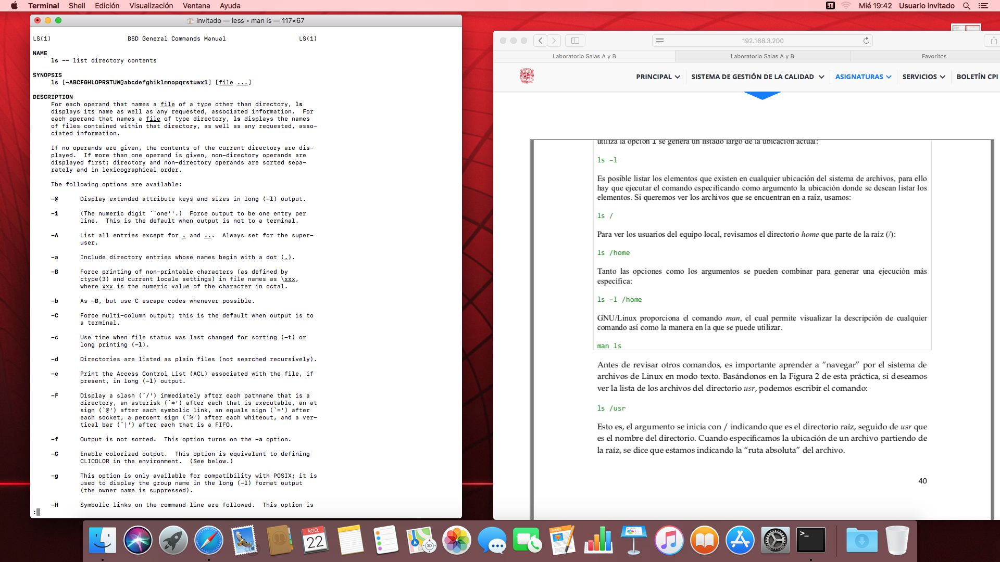 Terminal Shell Edición Visualización Ventana Ayuda
Mié 19:42 Usuario invitado
Invitado — less ◂ man ls — 117×67
LS(1) BSD General Commands Manual LS(1)
NAME
ls -- list directory contents
SYNOPSIS
ls [-ABCFGHLOPRSTUW@abcdefghiklmnopqrstuwx1] [file ...]
DESCRIPTION
For each operand that names a file of a type other than directory, ls
displays its name as well as any requested, associated information.  For
each operand that names a file of type directory, ls displays the names
of files contained within that directory, as well as any requested, asso-
ciated information.
If no operands are given, the contents of the current directory are dis-
played.  If more than one operand is given, non-directory operands are
displayed first; directory and non-directory operands are sorted sepa-
rately and in lexicographical order.
The following options are available:
-@ Display extended attribute keys and sizes in long (-l) output.
-1 (The numeric digit ``one''.)  Force output to be one entry per
line.  This is the default when output is not to a terminal.
-A List all entries except for . and ...  Always set for the super-
user.
-a Include directory entries whose names begin with a dot (.).
-B Force printing of non-printable characters (as defined by
ctype(3) and current locale settings) in file names as \xxx,
where xxx is the numeric value of the character in octal.
-b As -B, but use C escape codes whenever possible.
-C Force multi-column output; this is the default when output is to
a terminal.
-c Use time when file status was last changed for sorting (-t) or
long printing (-l).
-d Directories are listed as plain files (not searched recursively).
-e Print the Access Control List (ACL) associated with the file, if
present, in long (-l) output.
-F Display a slash (`/') immediately after each pathname that is a
directory, an asterisk (`*') after each that is executable, an at
sign (`@') after each symbolic link, an equals sign (`=') after
each socket, a percent sign (`%') after each whiteout, and a ver-
tical bar (`|') after each that is a FIFO.
-f Output is not sorted.  This option turns on the -a option.
-G Enable colorized output.  This option is equivalent to defining
CLICOLOR in the environment.  (See below.)
-g This option is only available for compatibility with POSIX; it is
used to display the group name in the long (-l) format output
(the owner name is suppressed).
-H Symbolic links on the command line are followed.  This option is
:
192.168.3.200
Laboratorio Salas A y B Laboratorio Salas A y B Favoritos
PRINCIPAL SISTEMA DE GESTIÓN DE LA CALIDAD ASIGNATURAS SERVICIOS BOLETÍN CPI
utiliza la opción l se genera un listado largo de la ubicación actual:
ls -l
Es posible listar los elementos que existen en cualquier ubicación del sistema de archivos, para ello
hay que ejecutar el comando especificando como argumento la ubicación donde se desean listar los
elementos. Si queremos ver los archivos que se encuentran en a raíz, usamos:
ls /
Para ver los usuarios del equipo local, revisamos el directorio home que parte de la raíz (/):
ls /home
Tanto las opciones como los argumentos se pueden combinar para generar una ejecución más
específica:
ls -l /home
GNU/Linux proporciona el comando man, el cual permite visualizar la descripción de cualquier
comando así como la manera en la que se puede utilizar.
man ls
Antes de revisar otros comandos, es importante aprender a “navegar” por el sistema de
archivos de Linux en modo texto. Basándonos en la Figura 2 de esta práctica, si deseamos
ver la lista de los archivos del directorio usr, podemos escribir el comando:
ls /usr
Esto es, el argumento se inicia con / indicando que es el directorio raíz, seguido de usr que
es el nombre del directorio. Cuando especificamos la ubicación de un archivo partiendo de
la raíz, se dice que estamos indicando la “ruta absoluta” del archivo.
40
AGO.
22
3D
PAGES
>_